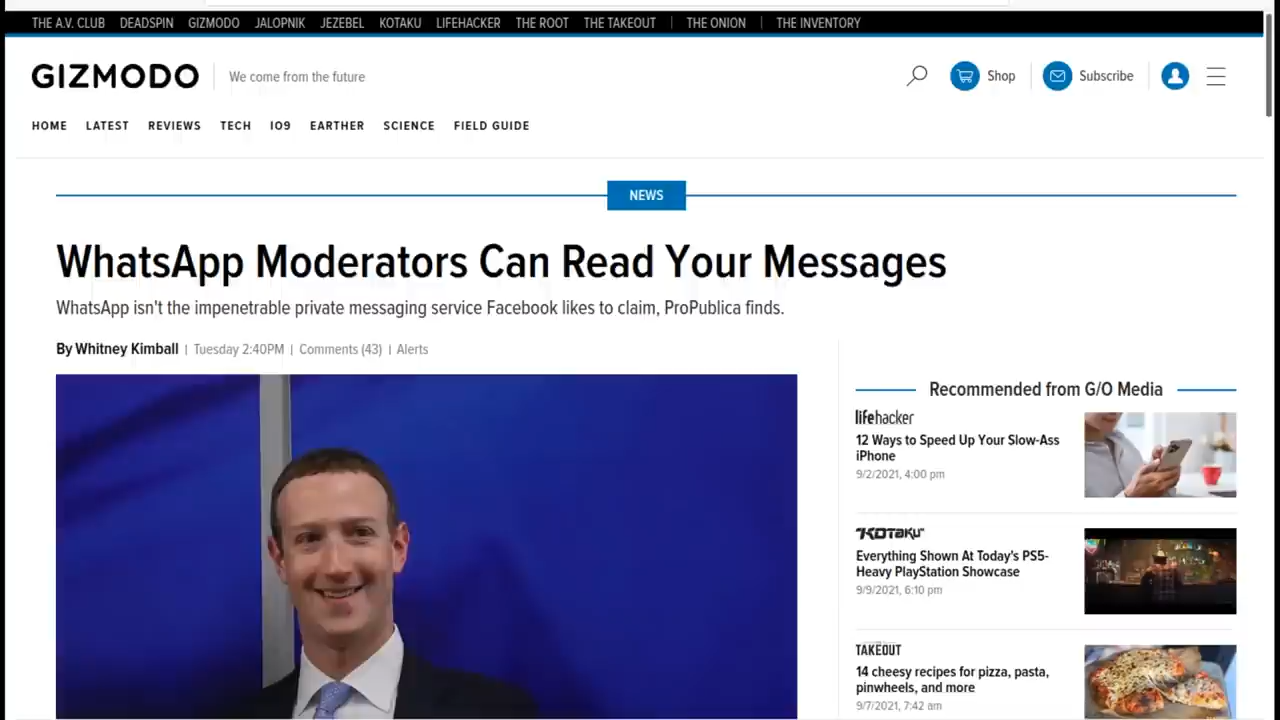 THE A.V. CLUB DEADSPIN GIZMODO JALOPNIK JEZEBEL KOTAKU LIFEHACKER THE ROOT THE TAKEOUT | THE ONION | THE INVENTORY
GIZMODO We come from the future Shop Subscribe
HOME LATEST REVIEWS TECH IO9 EARTHER SCIENCE FIELD GUIDE
NEWS
WhatsApp Moderators Can Read Your Messages
WhatsApp isn't the impenetrable private messaging service Facebook likes to claim, ProPublica finds.
By Whitney Kimball | Tuesday 2:40PM | Comments (43) | Alerts
Recommended from G/O Media
lifehacker
12 Ways to Speed Up Your Slow-Ass
iPhone
9/2/2021, 4:00 pm
KOTAKU
Everything Shown At Today's PS5-
Heavy PlayStation Showcase
9/9/2021, 6:10 pm
TAKEOUT
14 cheesy recipes for pizza, pasta,
pinwheels, and more
9/7/2021, 7:42 am